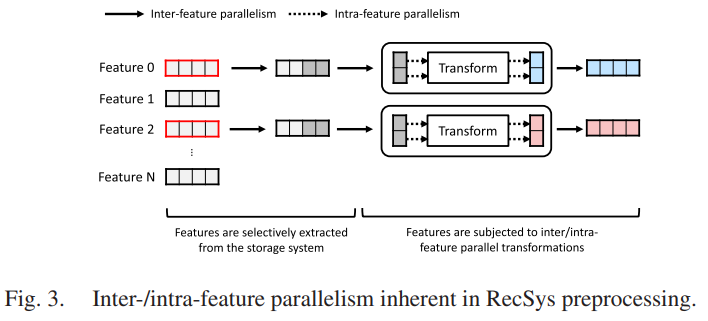 Inter-feature parallelism
Intra-feature parallelism
Feature 0
Transform
Feature 1
Feature 2
Transform
⋮
Feature N
Features are selectively extracted
from the storage system
Features are subjected to inter/intra-
feature parallel transformations
Fig. 3. Inter-/intra-feature parallelism inherent in RecSys preprocessing.